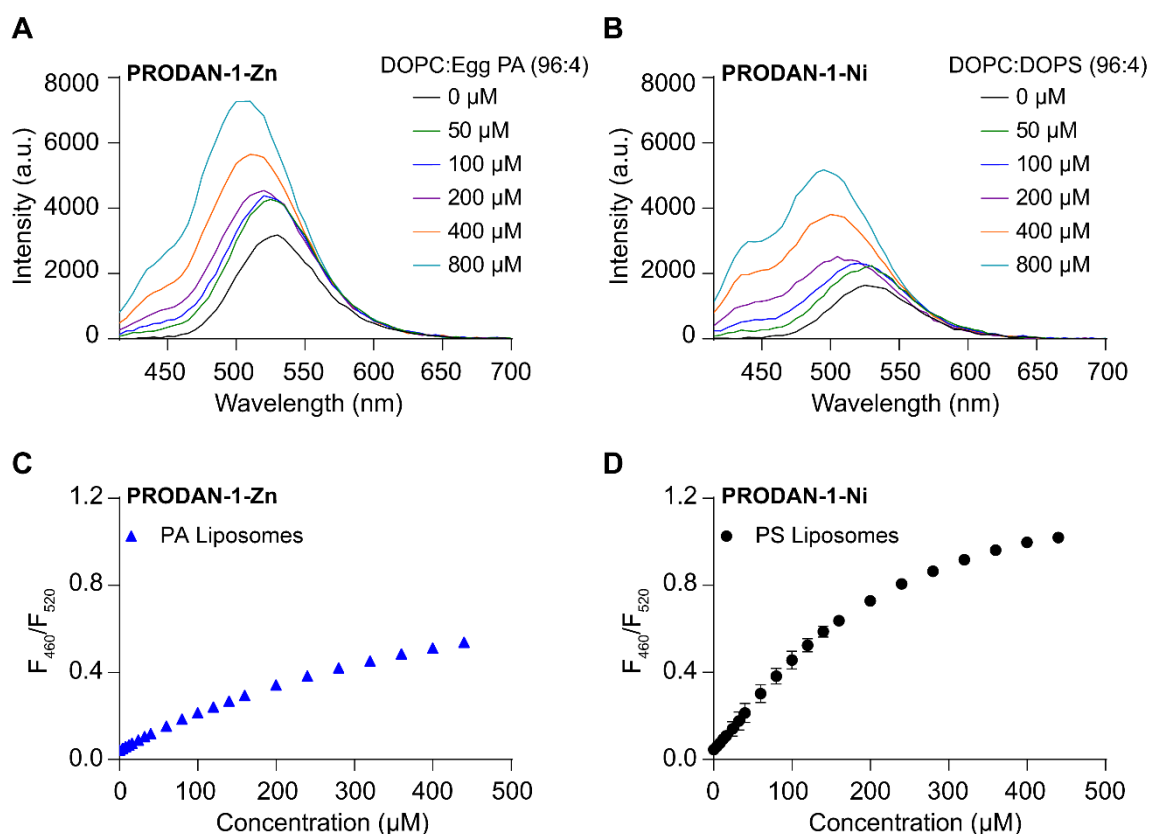 A
PRODAN-1-Zn
DOPC:Egg PA (96:4)
0 µM
50 µM
100 µM
200 µM
400 µM
800 µM
Intensity (a.u.)
8000
6000
4000
2000
0
450 500 550 600 650 700
Wavelength (nm)
B
PRODAN-1-Ni
DOPC:DOPS (96:4)
0 µM
50 µM
100 µM
200 µM
400 µM
800 µM
Intensity (a.u.)
8000
6000
4000
2000
0
450 500 550 600 650 700
Wavelength (nm)
C
PRODAN-1-Zn
PA Liposomes
F460/F520
1.2
0.8
0.4
0.0
0 100 200 300 400 500
Concentration (µM)
D
PRODAN-1-Ni
PS Liposomes
F460/F520
1.2
0.8
0.4
0.0
0 100 200 300 400 500
Concentration (µM)